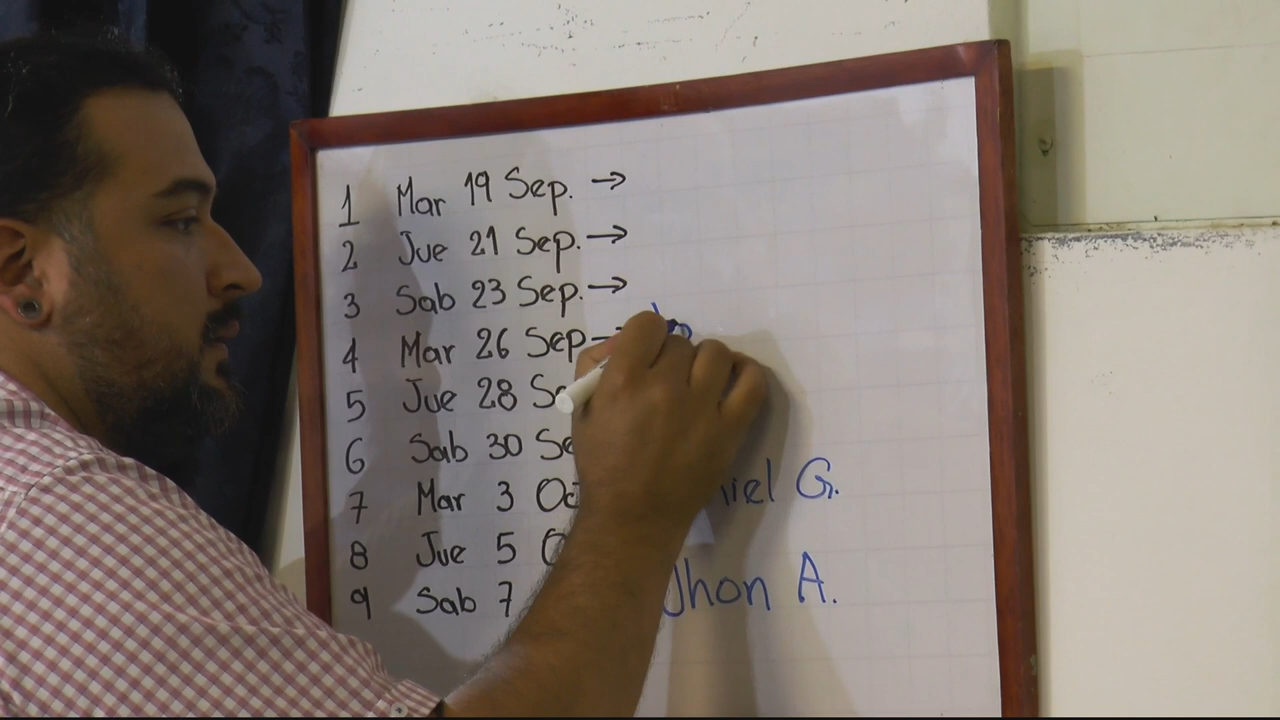 1 Mar 19 Sep. →
2 Jue 21 Sep. →
3 Sab 23 Sep. →
4 Mar 26 Sep →
5 Jue 28
6 Sab 30
7 Mar 3 G.
8 Jue 5
9 Sab 7 Jhon A.